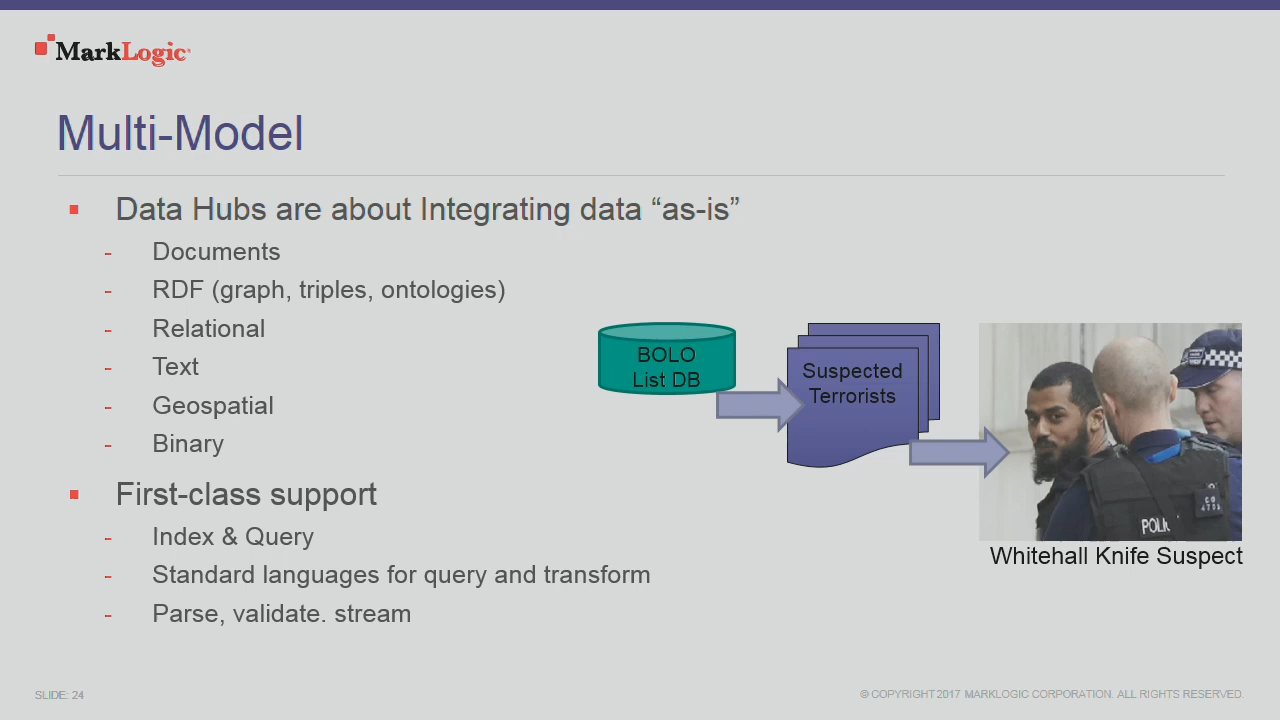 MarkLogic
Multi-Model
Data Hubs are about Integrating data “as-is”
- Documents
- RDF (graph, triples, ontologies)
- Relational
- Text
- Geospatial
- Binary
First-class support
- Index & Query
- Standard languages for query and transform
- Parse, validate. stream
BOLO
List DB
Suspected
Terrorists
Whitehall Knife Suspect
SLIDE: 24
© COPYRIGHT 2017 MARKLOGIC CORPORATION. ALL RIGHTS RESERVED.